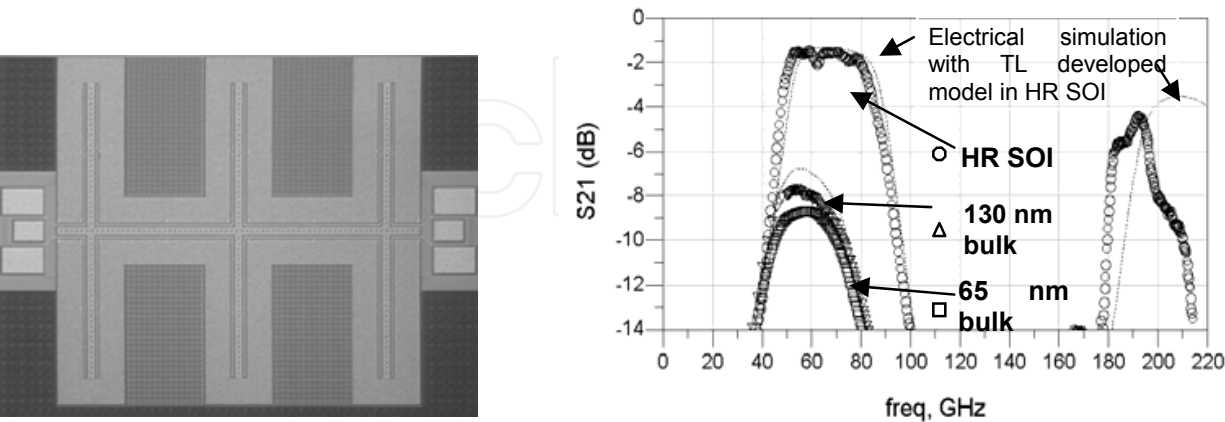 0
-2
-4
-6
-8
-10
-12
-14
S21 (dB)
Electrical simulation
with TL developed
model in HR SOI
HR SOI
130 nm
bulk
65 nm
bulk
0 20 40 60 80 100 120 140 160 180 200 220
freq, GHz